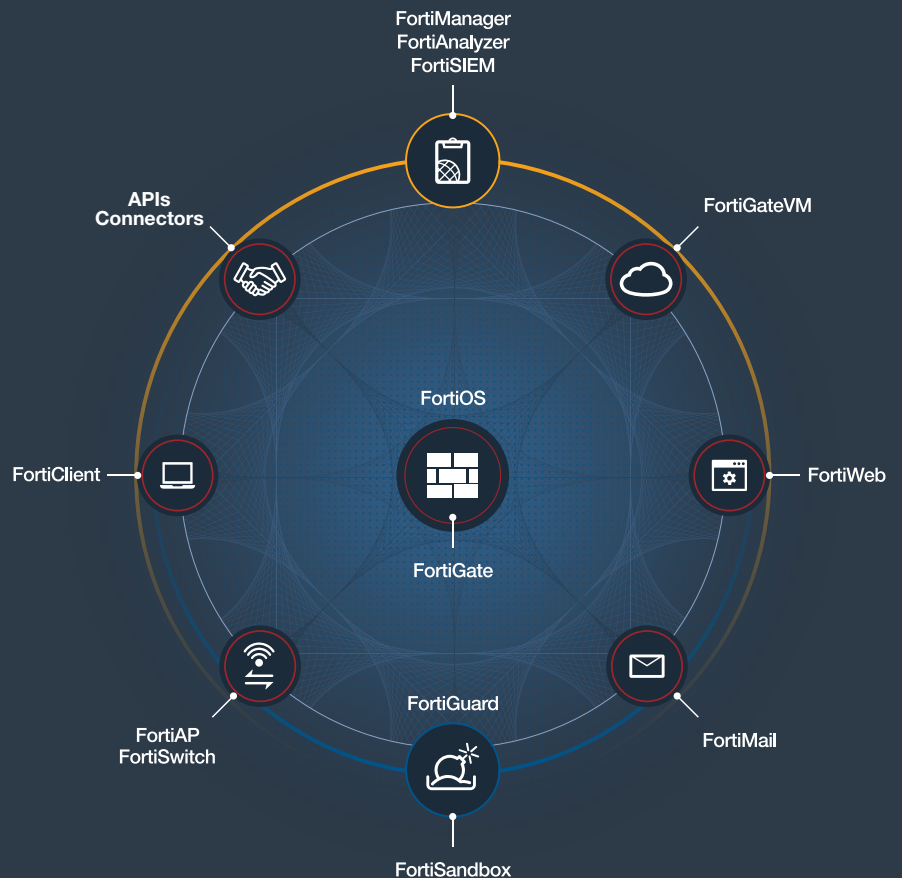 FortiManager
FortiAnalyzer
FortiSIEM
APIs
Connectors
FortiGateVM
FortiOS
FortiClient
FortiWeb
FortiGate
FortiGuard
FortiAP
FortiSwitch
FortiMail
FortiSandbox